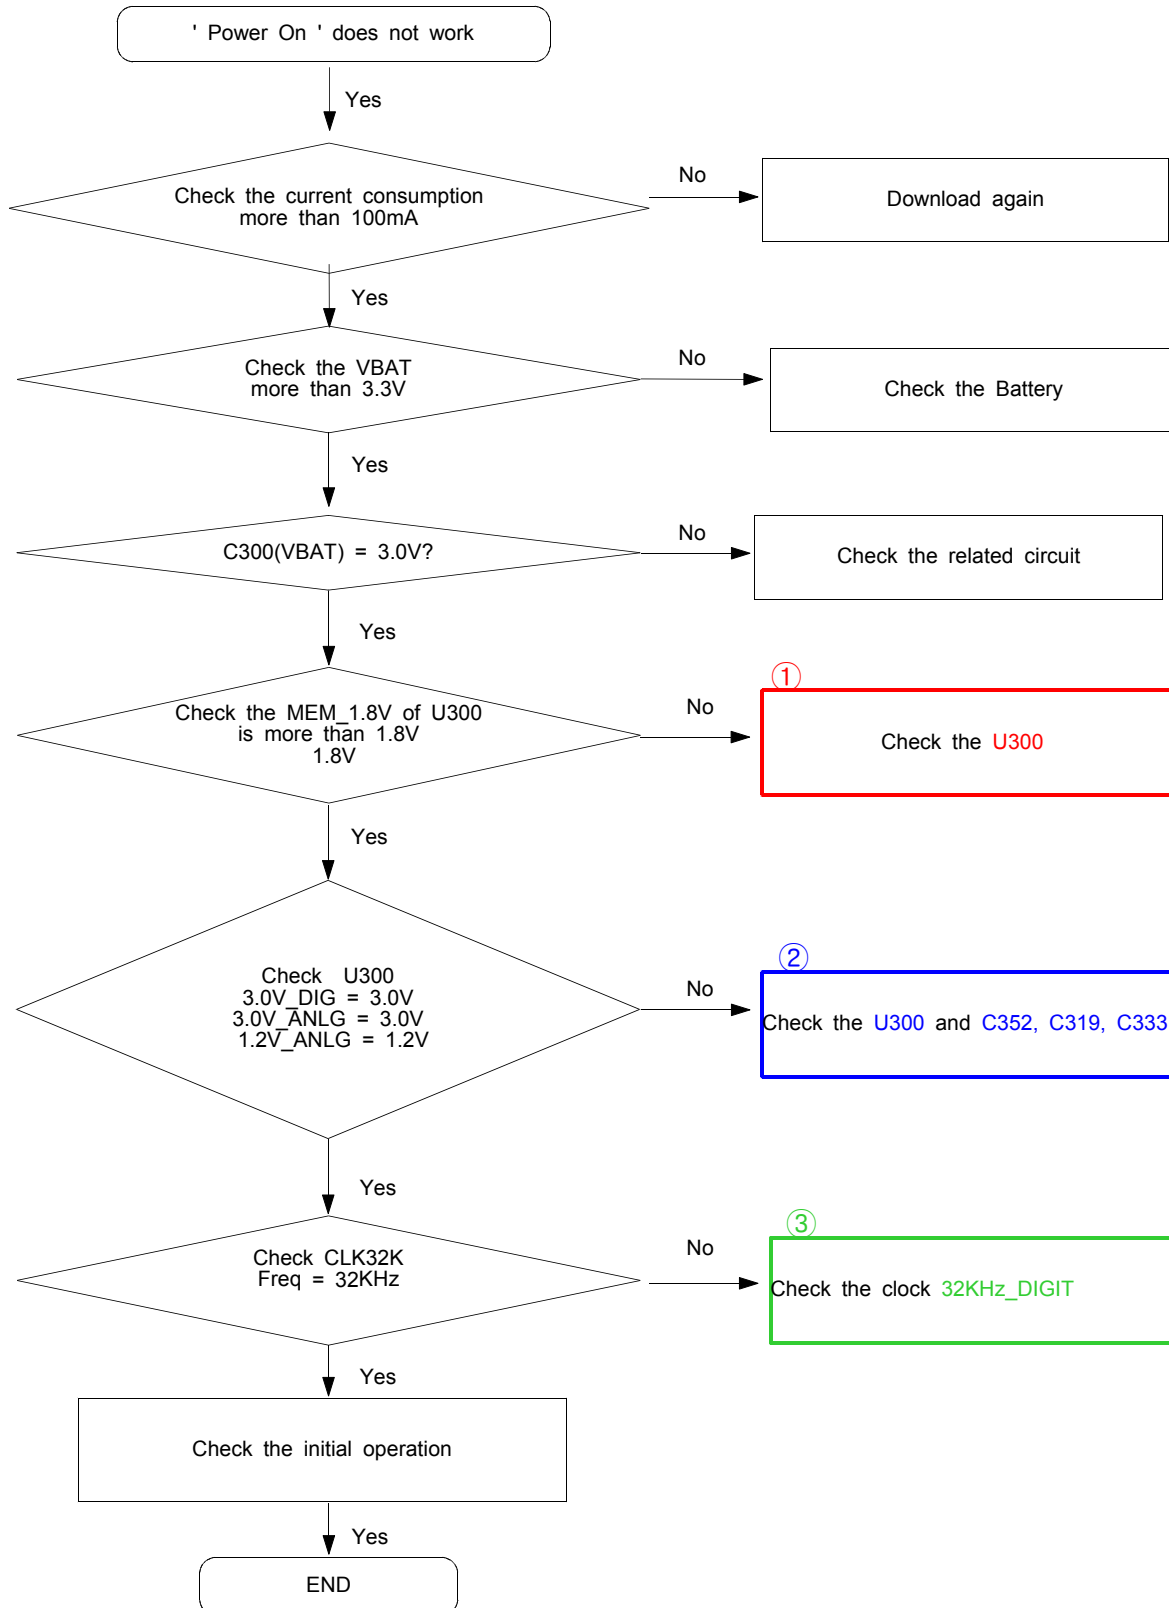 ' Power On ' does not work
Yes
Check the current consumption
more than 100mA
No
Download again
Yes
Check the VBAT
more than 3.3V
No
Check the Battery
Yes
C300(VBAT) = 3.0V?
No
Check the related circuit
Yes
①
Check the MEM_1.8V of U300
is more than 1.8V
1.8V
No
Check the U300
Yes
②
Check U300
3.0V_DIG = 3.0V
3.0V_ANLG = 3.0V
1.2V_ANLG = 1.2V
No
Check the U300 and C352, C319, C333
Yes
③
Check CLK32K
Freq = 32KHz
No
Check the clock 32KHz_DIGIT
Yes
Check the initial operation
Yes
END